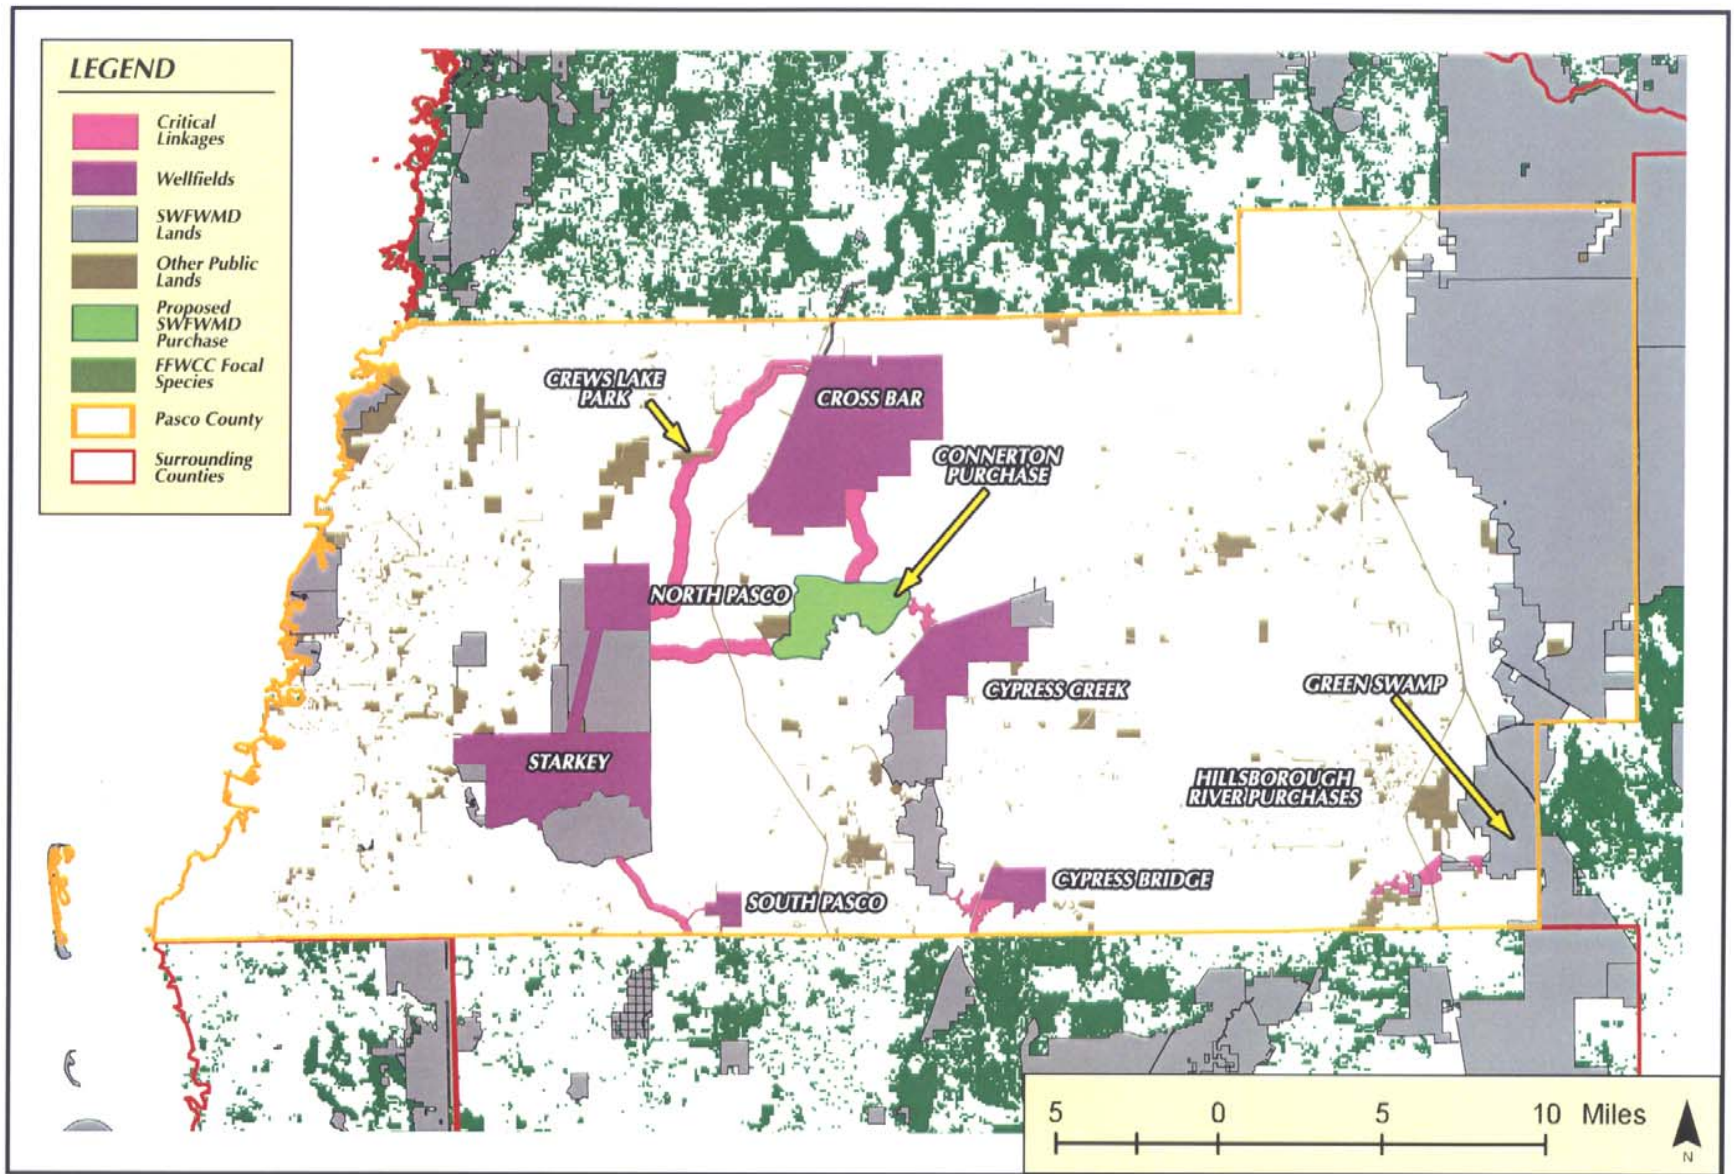 LEGEND
Critical
Linkages
Wellfields
SWFWMD
Lands
Other Public
Lands
Proposed
SWFWMD
Purchase
FFWCC Focal
Species
Pasco County
Surrounding
Counties
CREWS LAKE
PARK
CROSS BAR
CONNERTON
PURCHASE
NORTH PASCO
CYPRESS CREEK
GREEN SWAMP
STARKEY
HILLSBOROUGH
RIVER PURCHASES
SOUTH PASCO
CYPRESS BRIDGE
5 0 5 10 Miles
N